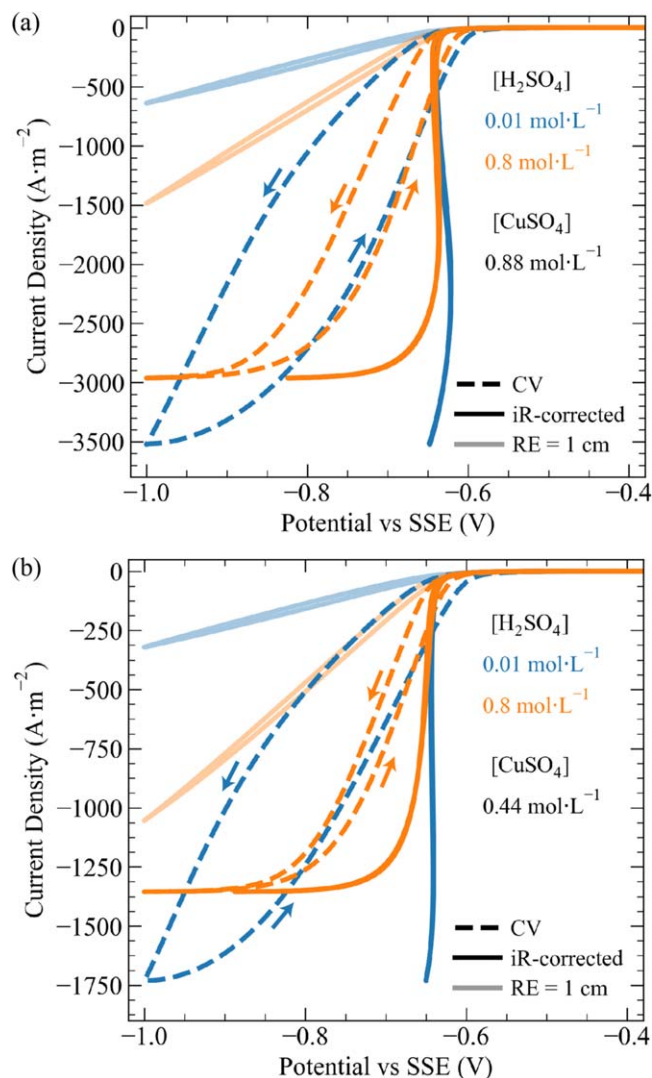 (a)
0
−500
−1000
−1500
−2000
−2500
−3000
−3500
Current Density (A·m⁻²)
[H₂SO₄]
0.01 mol·L⁻¹
0.8 mol·L⁻¹
[CuSO₄]
0.88 mol·L⁻¹
CV
iR-corrected
RE = 1 cm
−1.0 −0.8 −0.6 −0.4
Potential vs SSE (V)
(b)
0
−250
−500
−750
−1000
−1250
−1500
−1750
Current Density (A·m⁻²)
[H₂SO₄]
0.01 mol·L⁻¹
0.8 mol·L⁻¹
[CuSO₄]
0.44 mol·L⁻¹
CV
iR-corrected
RE = 1 cm
−1.0 −0.8 −0.6 −0.4
Potential vs SSE (V)